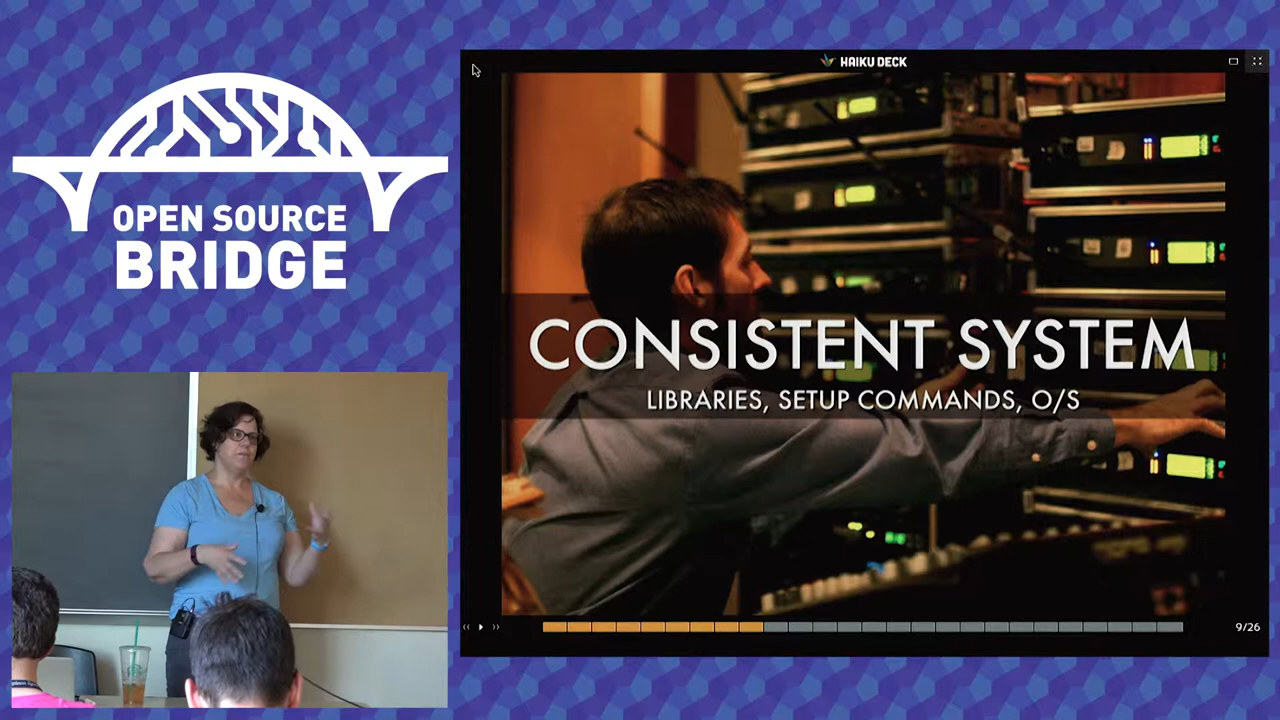 OPEN SOURCE
BRIDGE
HAIKU DECK
CONSISTENT SYSTEM
LIBRARIES, SETUP COMMANDS, O/S
9/26